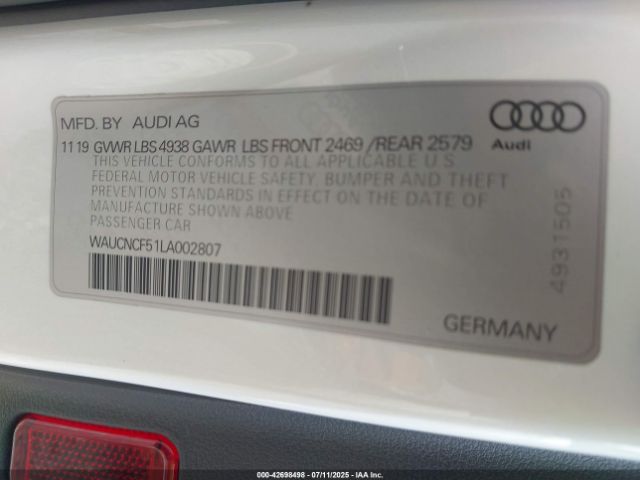 MFD. BY AUDI AG
11 19 GVWR LBS 4938 GAWR LBS FRONT 2469 /REAR 2579
THIS VEHICLE CONFORMS TO ALL APPLICABLE U S
FEDERAL MOTOR VEHICLE SAFETY, BUMPER AND THEFT
PREVENTION STANDARDS IN EFFECT ON THE DATE OF
MANUFACTURE SHOWN ABOVE
PASSENGER CAR
WAUCNCF51LA002807
Audi
4931505
GERMANY
000-42698498 - 07/11/2025 - IAA Inc.